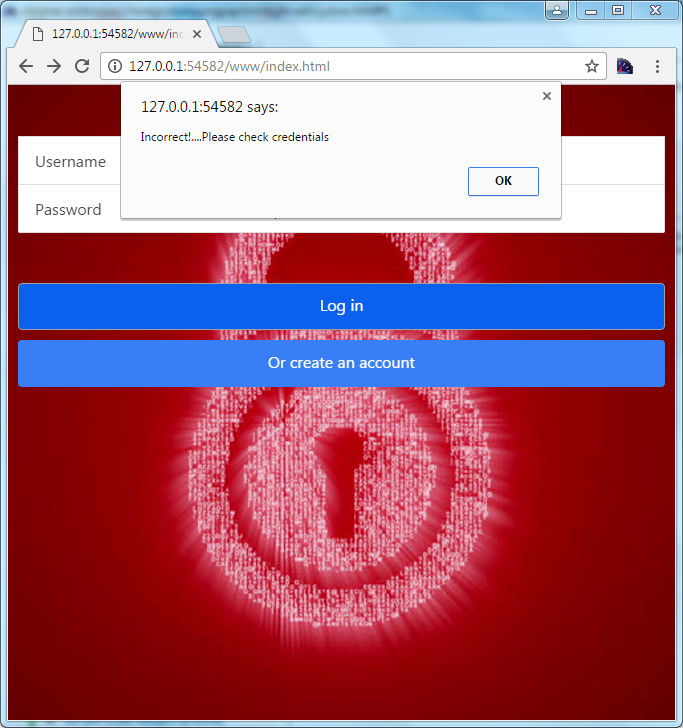 127.0.0.1:54582/www/inc
127.0.0.1:54582/www/index.html
127.0.0.1:54582 says:
Incorrect!....Please check credentials
OK
Username
Password
Log in
Or create an account